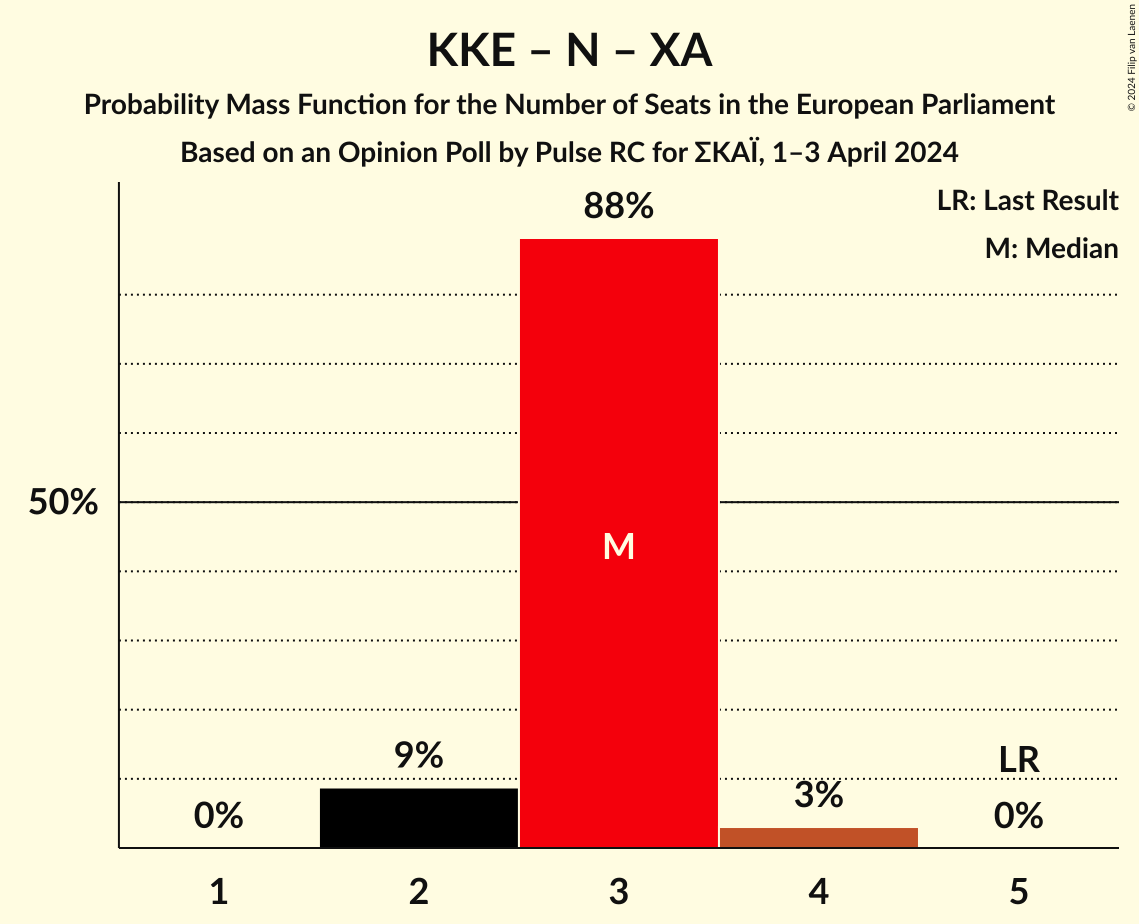 KKE – N – XA
Probability Mass Function for the Number of Seats in the European Parliament
Based on an Opinion Poll by Pulse RC for ΣΚΑΪ, 1–3 April 2024
© 2024 Filip van Laenen
LR: Last Result
M: Median
88%
50%
M
9%
LR
3%
0%
0%
1
2
3
4
5